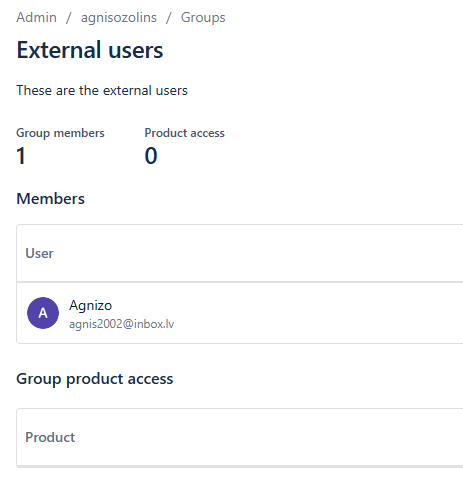 Admin / agnisozolins / Groups
External users
These are the external users
Group members Product access
1 0
Members
User
A Agnizo
agnis2002@inbox.lv
Group product access
Product